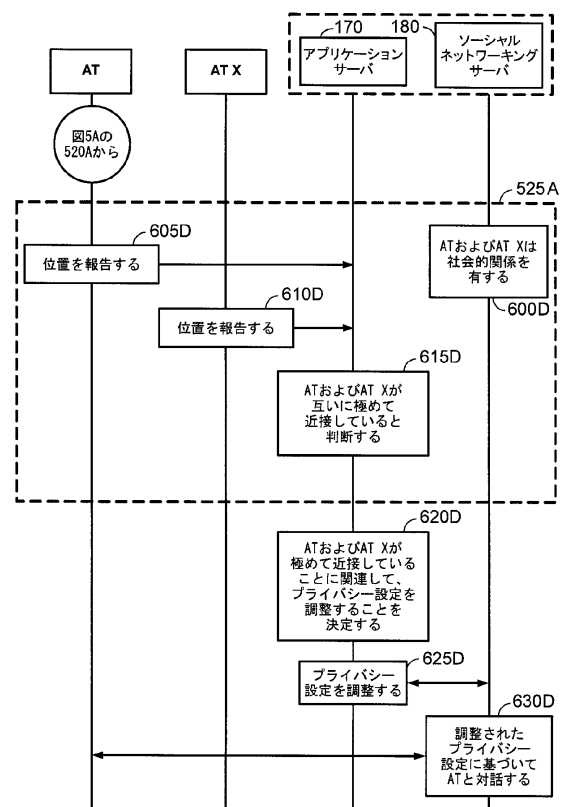 AT
AT X
170
アプリケーション
サーバ
180
ソーシャル
ネットワーキング
サーバ
図5Aの
520Aから
525A
605D
位置を報告する
ATおよびAT Xは
社会的関係を
有する
600D
610D
位置を報告する
615D
ATおよびAT Xが
互いに極めて
近接していると
判断する
620D
ATおよびAT Xが
極めて近接している
ことに関連して、
プライバシー設定を
調整することを
決定する
625D
プライバシー
設定を調整する
630D
調整された
プライバシー
設定に基づいて
ATと対話する